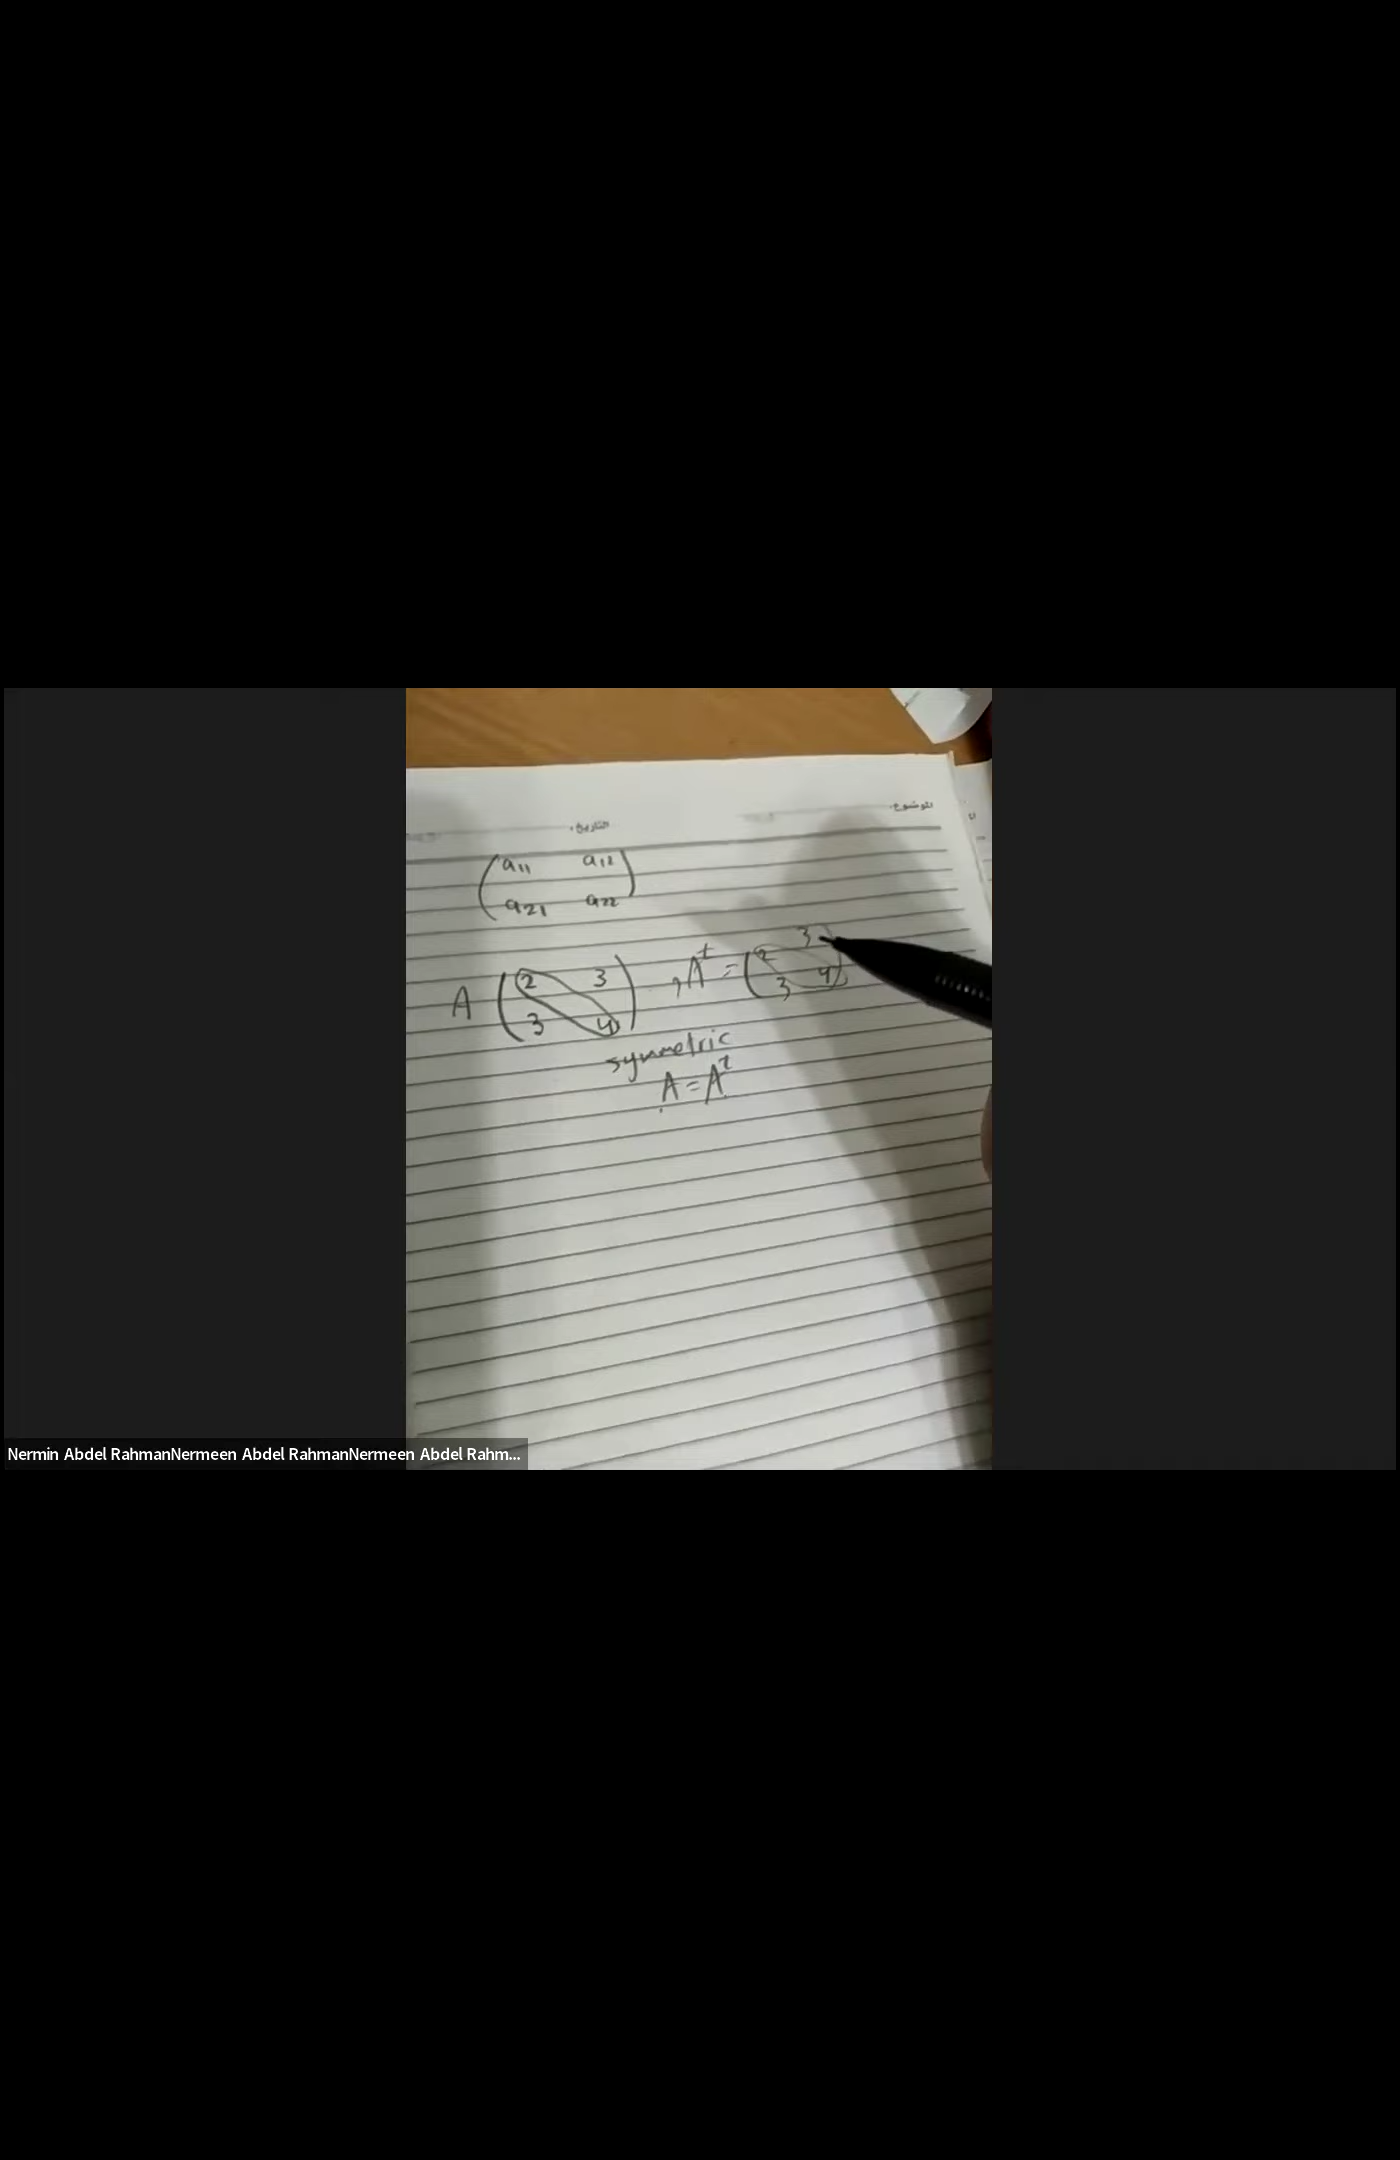 الموضوع:
التاريخ:
a11 a12
a21 a22
A ( 2 3 , A^t = ( 2 3
3 4 ) 3 4 )
symmetric
A = A^t
Nermin Abdel RahmanNermeen Abdel RahmanNermeen Abdel Rahm...